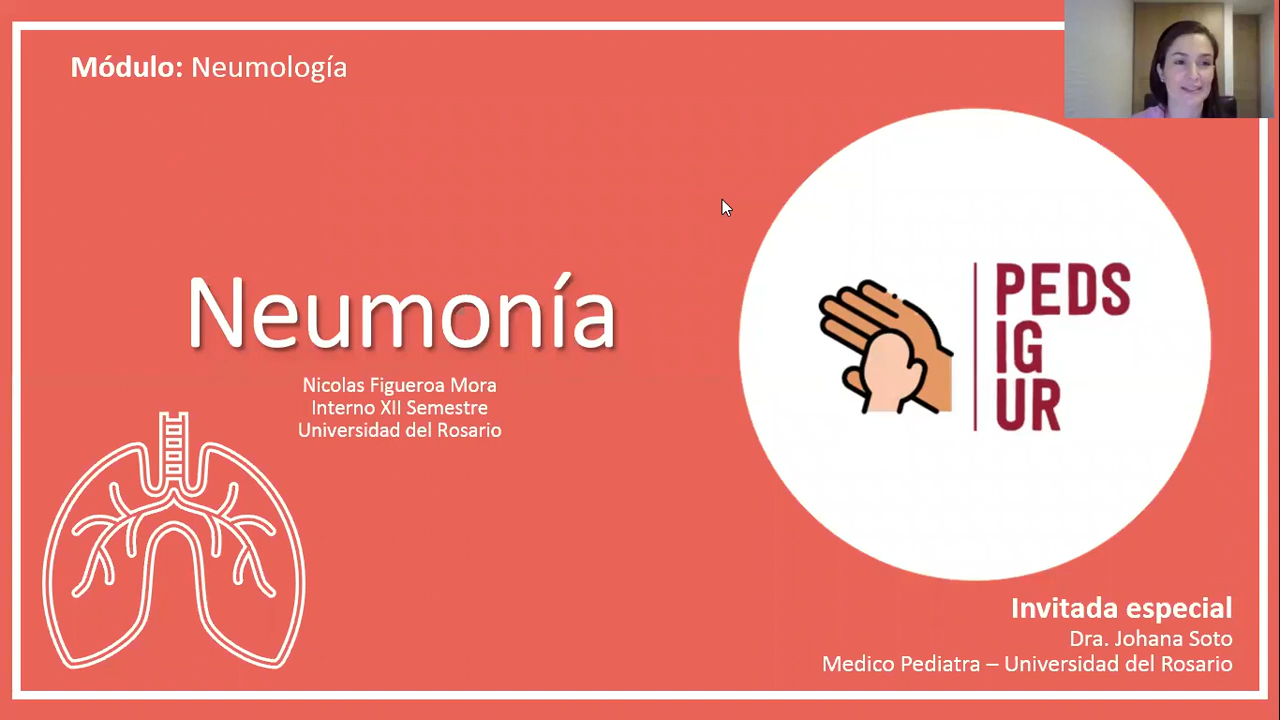 Módulo: Neumología
Neumonía
Nicolas Figueroa Mora
Interno XII Semestre
Universidad del Rosario
PEDS
IG
UR
Invitada especial
Dra. Johana Soto
Medico Pediatra – Universidad del Rosario